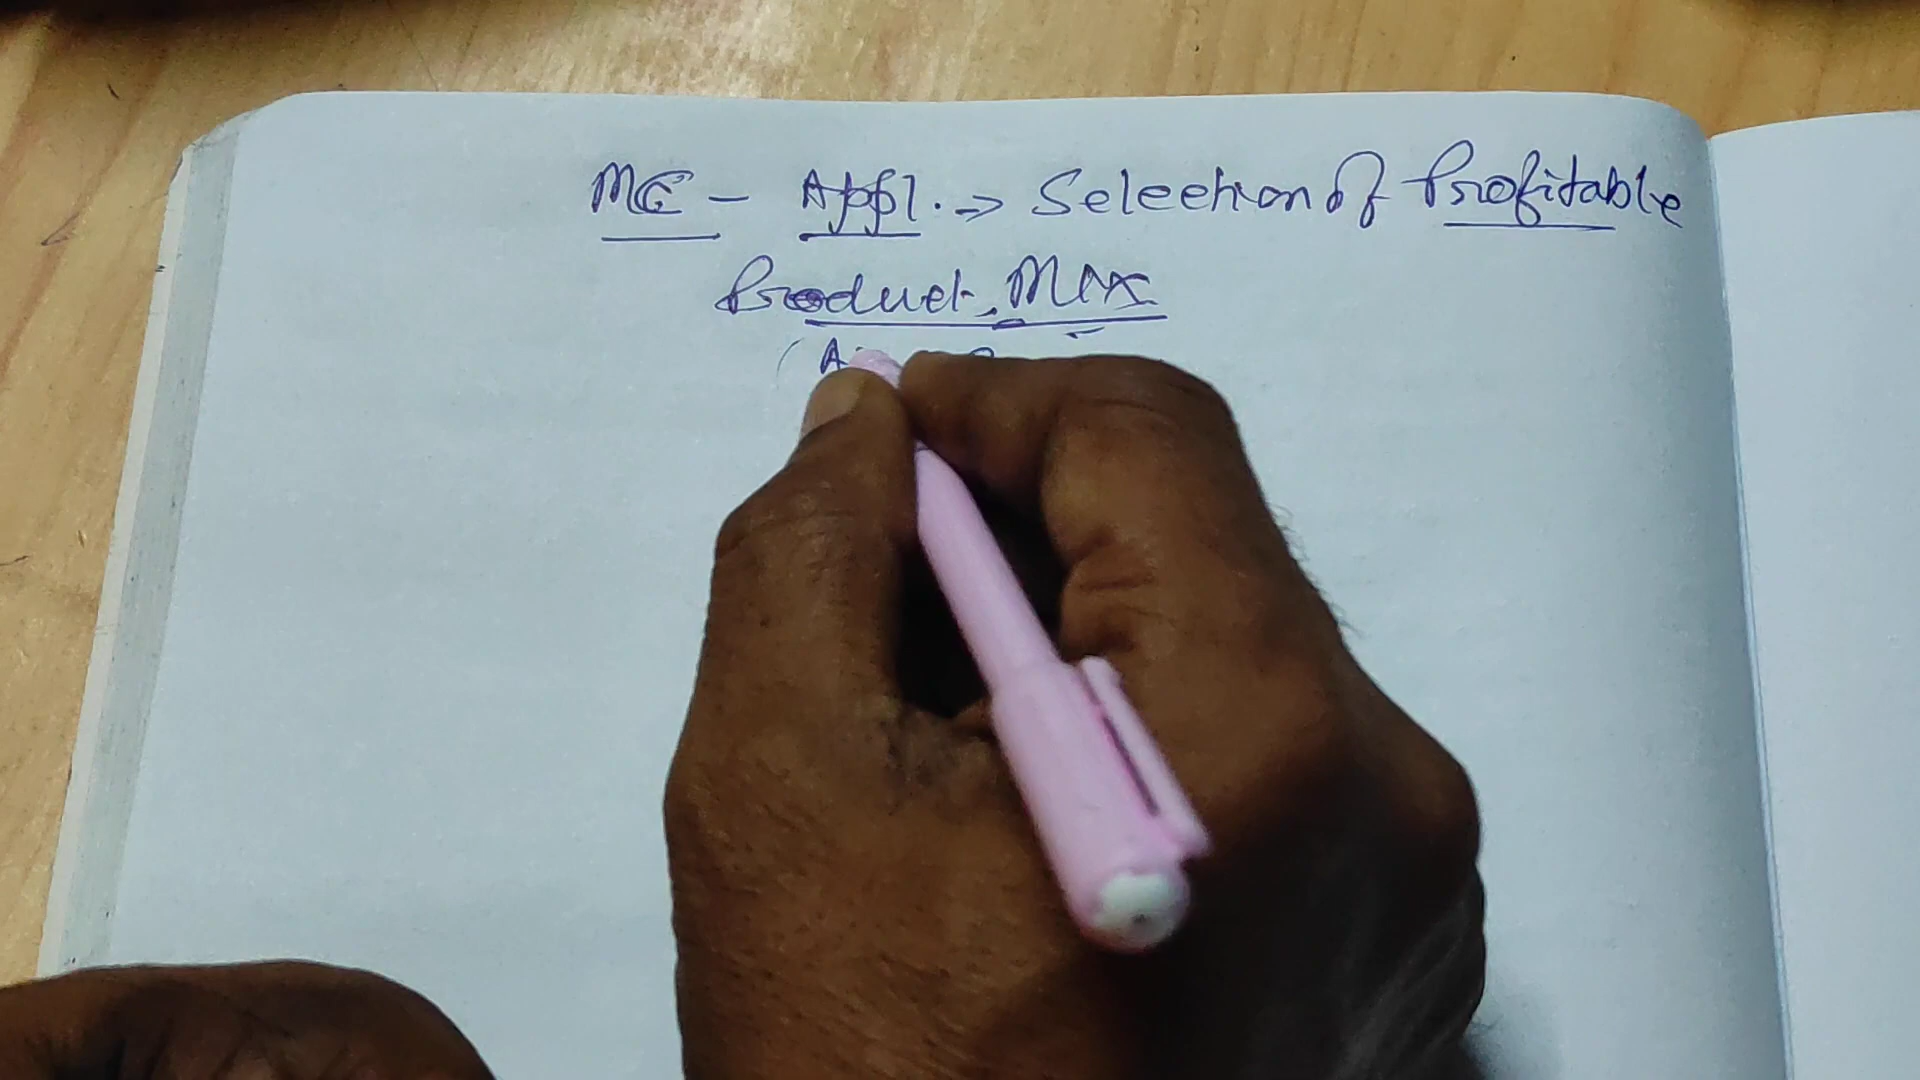 MC - Appl. → Selection of Profitable
Product Mix
A